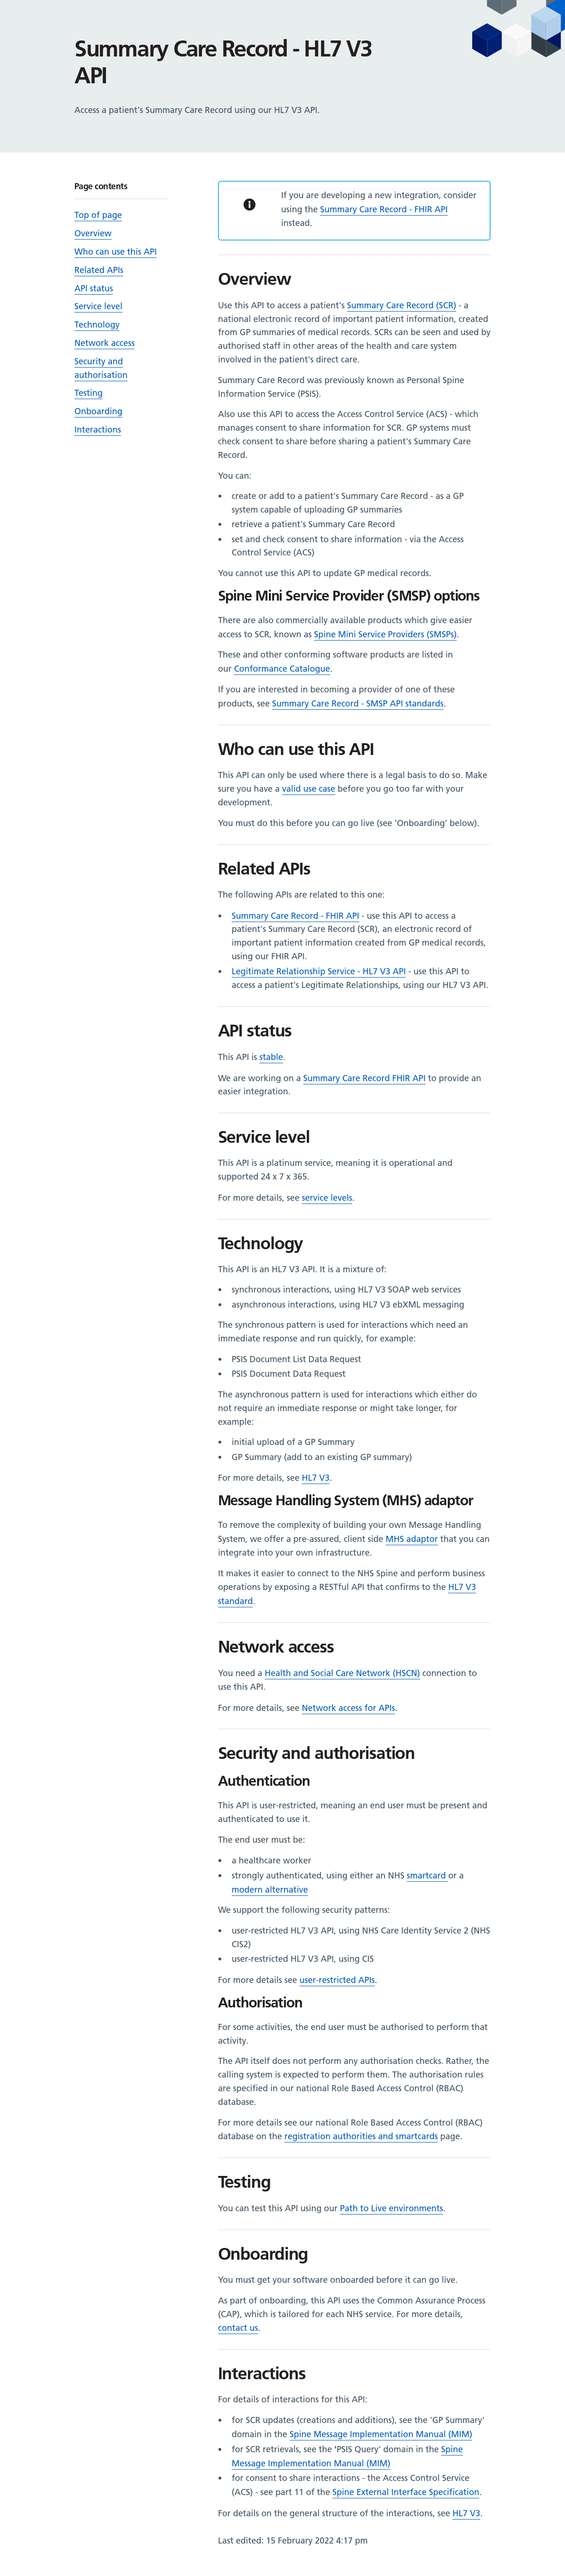 Summary Care Record - HL7 V3
API
Access a patient's Summary Care Record using our HL7 V3 API.
Page contents
Top of page
Overview
Who can use this API
Related APIs
API status
Service level
Technology
Network access
Security and
authorisation
Testing
Onboarding
Interactions
If you are developing a new integration, consider
using the Summary Care Record - FHIR API
instead.
Overview
Use this API to access a patient's Summary Care Record (SCR) - a
national electronic record of important patient information, created
from GP summaries of medical records. SCRs can be seen and used by
authorised staff in other areas of the health and care system
involved in the patient's direct care.
Summary Care Record was previously known as Personal Spine
Information Service (PSIS).
Also use this API to access the Access Control Service (ACS) - which
manages consent to share information for SCR. GP systems must
check consent to share before sharing a patient's Summary Care
Record.
You can:
• create or add to a patient's Summary Care Record - as a GP
system capable of uploading GP summaries
• retrieve a patient's Summary Care Record
• set and check consent to share information - via the Access
Control Service (ACS)
You cannot use this API to update GP medical records.
Spine Mini Service Provider (SMSP) options
There are also commercially available products which give easier
access to SCR, known as Spine Mini Service Providers (SMSPs).
These and other conforming software products are listed in
our Conformance Catalogue.
If you are interested in becoming a provider of one of these
products, see Summary Care Record - SMSP API standards.
Who can use this API
This API can only be used where there is a legal basis to do so. Make
sure you have a valid use case before you go too far with your
development.
You must do this before you can go live (see 'Onboarding' below).
Related APIs
The following APIs are related to this one:
• Summary Care Record - FHIR API - use this API to access a
patient's Summary Care Record (SCR), an electronic record of
important patient information created from GP medical records,
using our FHIR API.
• Legitimate Relationship Service - HL7 V3 API - use this API to
access a patient's Legitimate Relationships, using our HL7 V3 API.
API status
This API is stable.
We are working on a Summary Care Record FHIR API to provide an
easier integration.
Service level
This API is a platinum service, meaning it is operational and
supported 24 x 7 x 365.
For more details, see service levels.
Technology
This API is an HL7 V3 API. It is a mixture of:
• synchronous interactions, using HL7 V3 SOAP web services
• asynchronous interactions, using HL7 V3 ebXML messaging
The synchronous pattern is used for interactions which need an
immediate response and run quickly, for example:
• PSIS Document List Data Request
• PSIS Document Data Request
The asynchronous pattern is used for interactions which either do
not require an immediate response or might take longer, for
example:
• initial upload of a GP Summary
• GP Summary (add to an existing GP summary)
For more details, see HL7 V3.
Message Handling System (MHS) adaptor
To remove the complexity of building your own Message Handling
System, we offer a pre-assured, client side MHS adaptor that you can
integrate into your own infrastructure.
It makes it easier to connect to the NHS Spine and perform business
operations by exposing a RESTful API that confirms to the HL7 V3
standard.
Network access
You need a Health and Social Care Network (HSCN) connection to
use this API.
For more details, see Network access for APIs.
Security and authorisation
Authentication
This API is user-restricted, meaning an end user must be present and
authenticated to use it.
The end user must be:
• a healthcare worker
• strongly authenticated, using either an NHS smartcard or a
modern alternative
We support the following security patterns:
• user-restricted HL7 V3 API, using NHS Care Identity Service 2 (NHS
CIS2)
• user-restricted HL7 V3 API, using CIS
For more details see user-restricted APIs.
Authorisation
For some activities, the end user must be authorised to perform that
activity.
The API itself does not perform any authorisation checks. Rather, the
calling system is expected to perform them. The authorisation rules
are specified in our national Role Based Access Control (RBAC)
database.
For more details see our national Role Based Access Control (RBAC)
database on the registration authorities and smartcards page.
Testing
You can test this API using our Path to Live environments.
Onboarding
You must get your software onboarded before it can go live.
As part of onboarding, this API uses the Common Assurance Process
(CAP), which is tailored for each NHS service. For more details,
contact us.
Interactions
For details of interactions for this API:
• for SCR updates (creations and additions), see the 'GP Summary'
domain in the Spine Message Implementation Manual (MIM)
• for SCR retrievals, see the 'PSIS Query' domain in the Spine
Message Implementation Manual (MIM)
• for consent to share interactions - the Access Control Service
(ACS) - see part 11 of the Spine External Interface Specification.
For details on the general structure of the interactions, see HL7 V3.
Last edited: 15 February 2022 4:17 pm